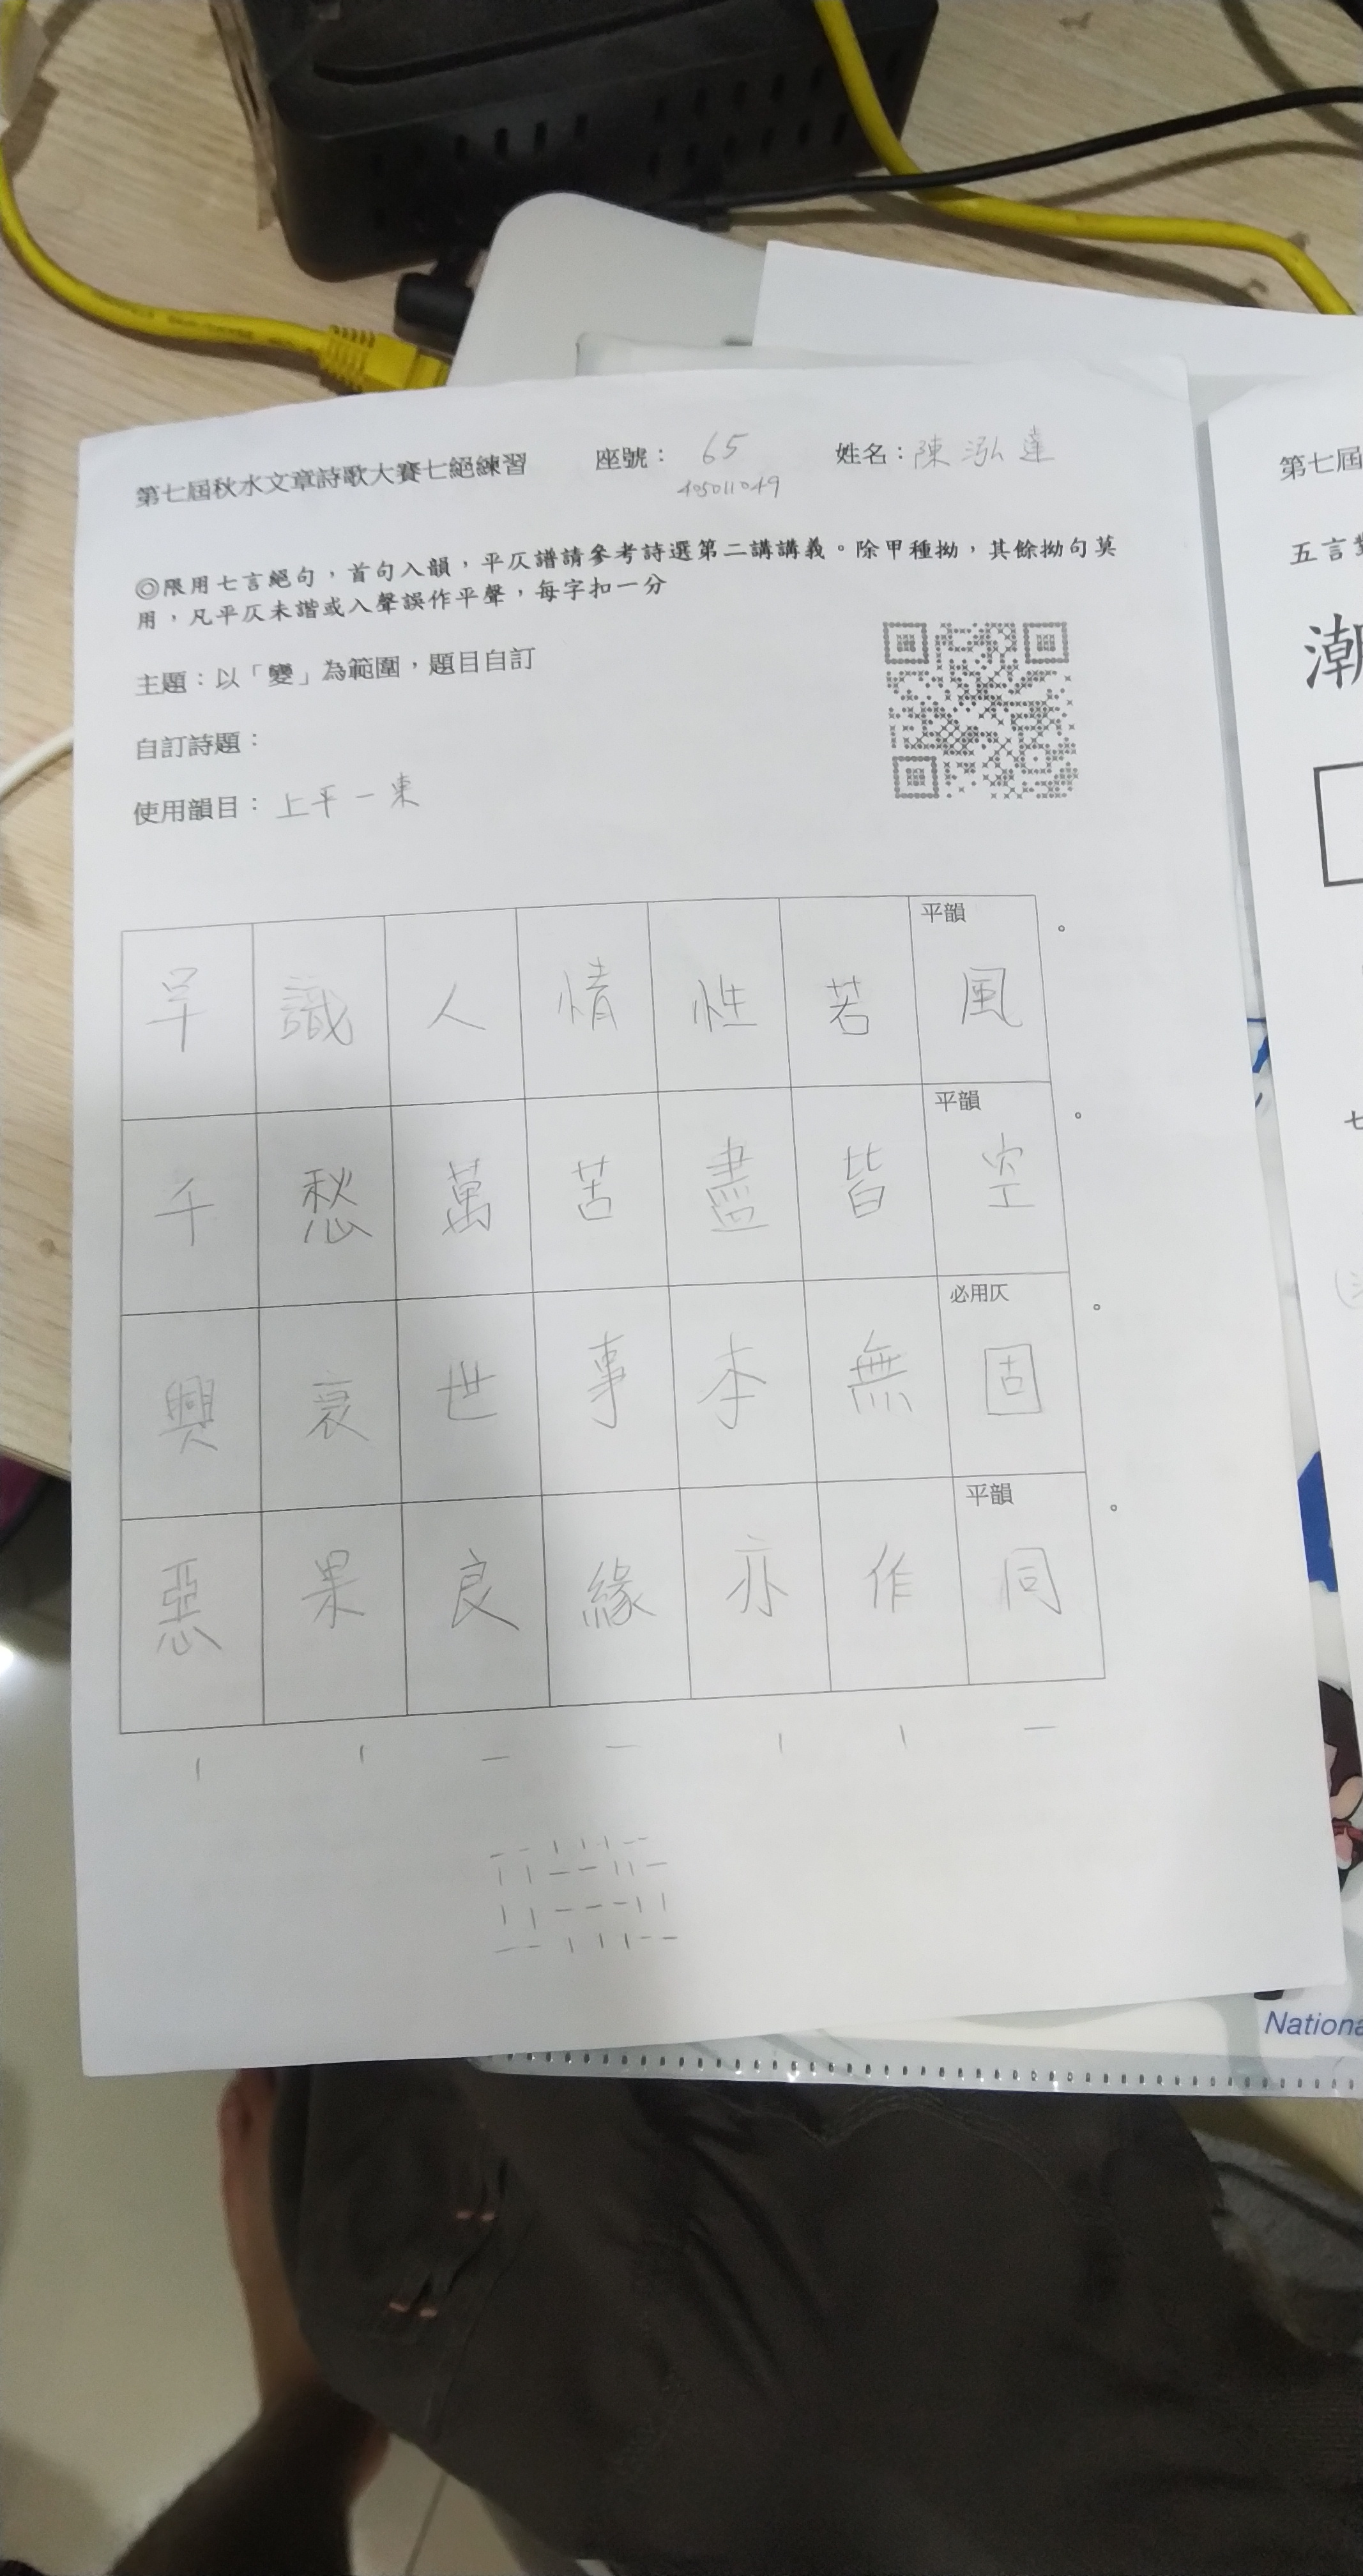 第七屆秋水文章詩歌大賽七絕練習 座號：65 姓名：陳泓達
405011049
◎限用七言絕句，首句入韻，平仄譜請參考詩選第二講講義。除甲種拗，其餘拗句莫
用，凡平仄未諧或入聲誤作平聲，每字扣一分
主題：以「變」為範圍，題目自訂
自訂詩題：
使用韻目：上平一東
平韻
早識人情性若風。
平韻
千愁萬苦盡皆空。
必用仄
興衰世事本無固。
平韻
惡果良緣亦作同。
｜｜——｜｜—
——｜｜｜——
｜｜——｜｜—
｜｜———｜｜
——｜｜｜——
第七屆
五言
潮
七
Nationa